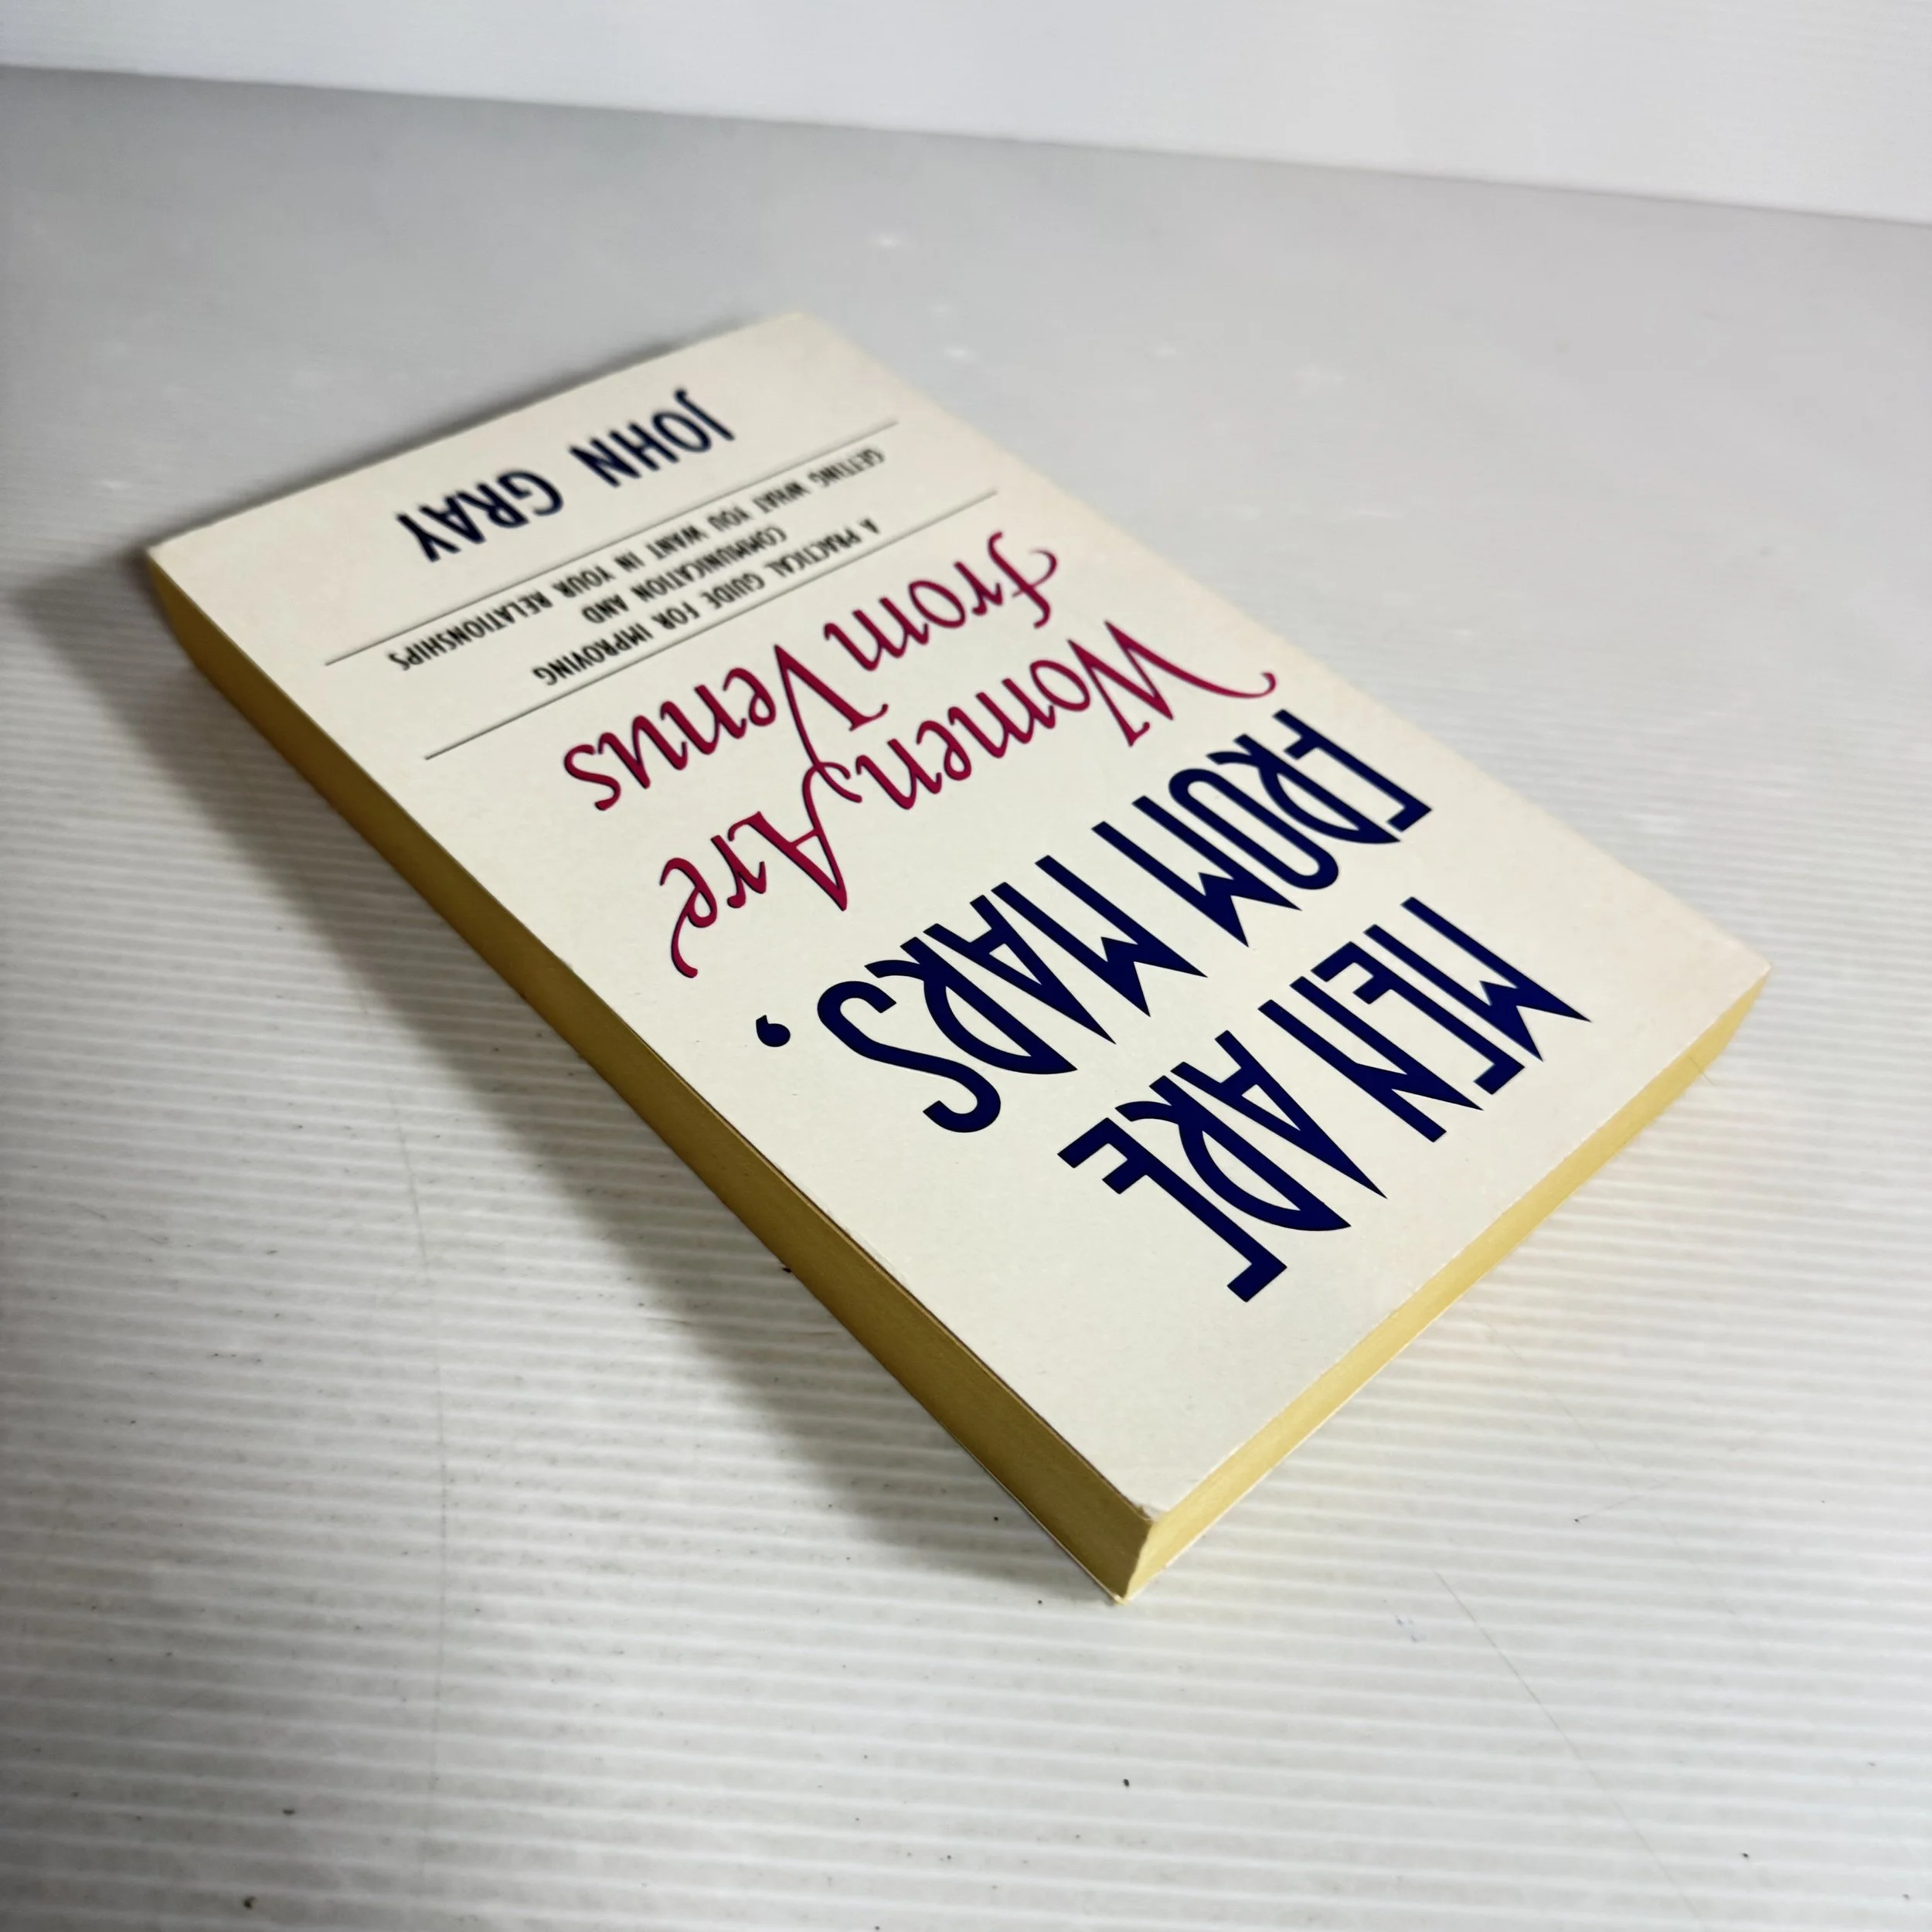 MEN ARE
FROM MARS,
Women Are
from Venus
A PRACTICAL GUIDE FOR IMPROVING
COMMUNICATION AND
GETTING WHAT YOU WANT IN YOUR RELATIONSHIPS
JOHN GRAY